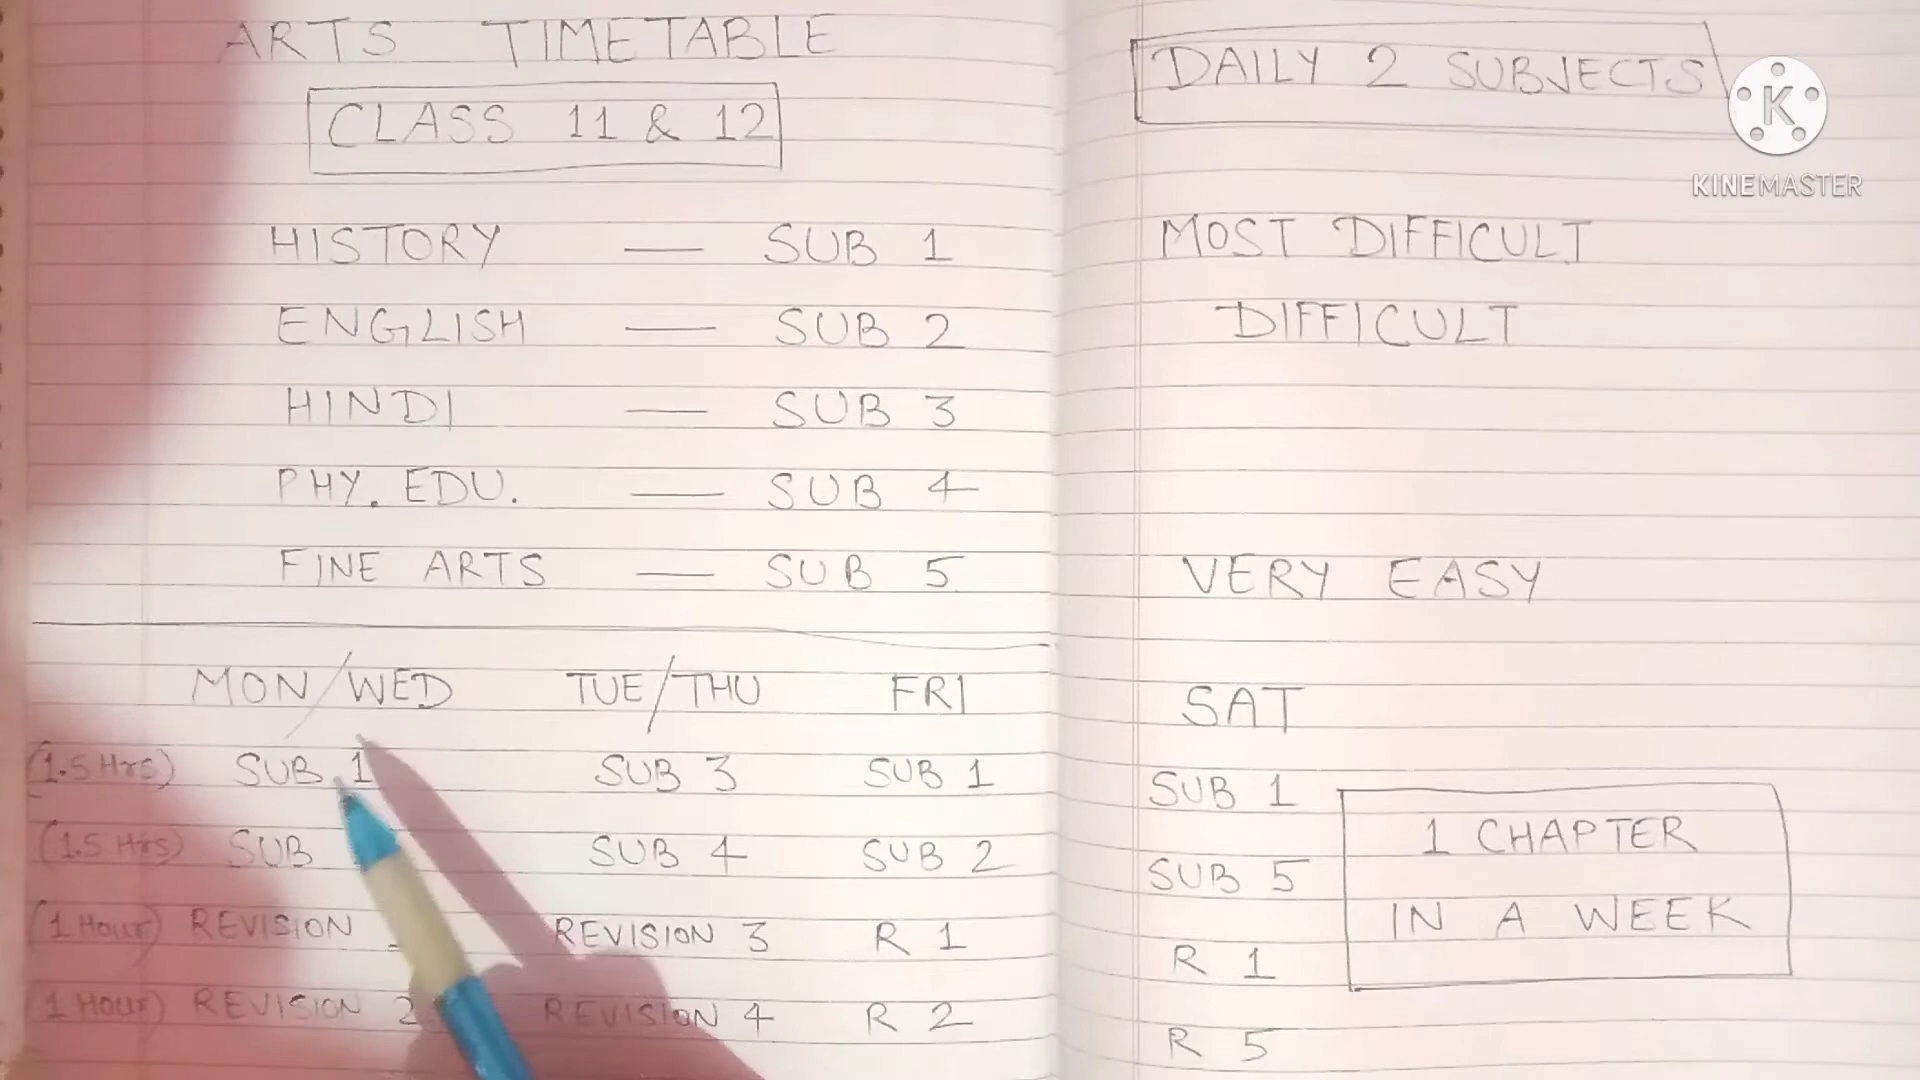 ARTS TIMETABLE
CLASS 11 & 12
HISTORY — SUB 1
ENGLISH — SUB 2
HINDI — SUB 3
PHY. EDU. — SUB 4
FINE ARTS — SUB 5
MON/WED TUE/THU FRI
(1.5 Hrs) SUB 1 SUB 3 SUB 1
(1.5 Hrs) SUB SUB 4 SUB 2
(1 Hour) REVISION REVISION 3 R 1
(1 Hour) REVISION 2 REVISION 4 R 2
DAILY 2 SUBJECTS
K
KINEMASTER
MOST DIFFICULT
DIFFICULT
VERY EASY
SAT
SUB 1
SUB 5
R 1
R 5
1 CHAPTER
IN A WEEK